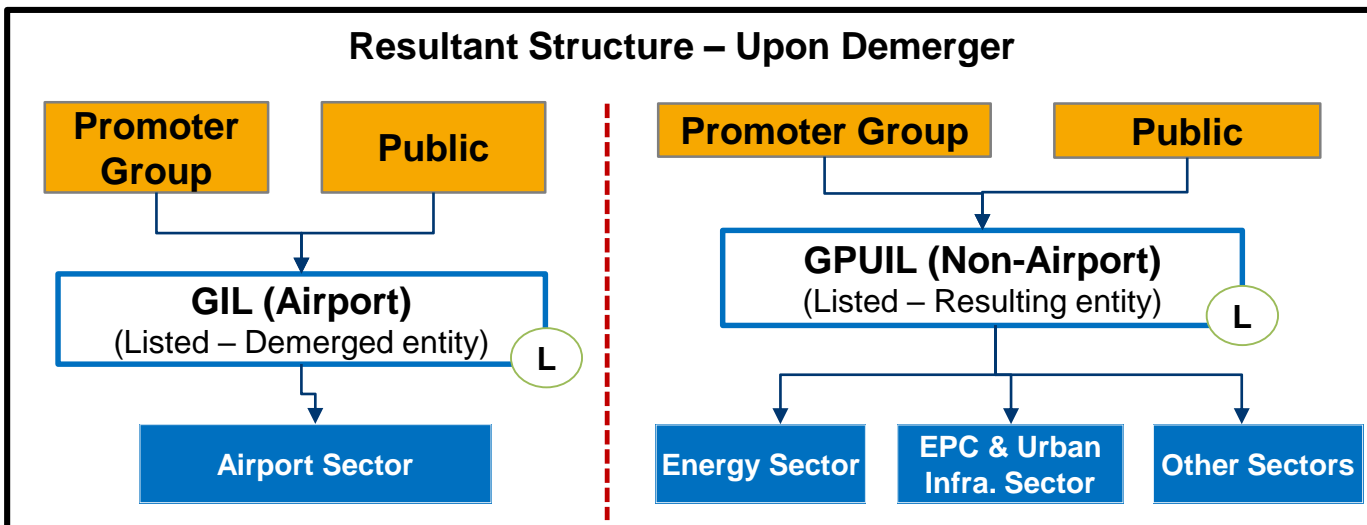 Resultant Structure – Upon Demerger
Promoter
Group
Public
GIL (Airport)
(Listed – Demerged entity)
L
Airport Sector
Promoter Group
Public
GPUIL (Non-Airport)
(Listed – Resulting entity)
L
Energy Sector
EPC & Urban
Infra. Sector
Other Sectors